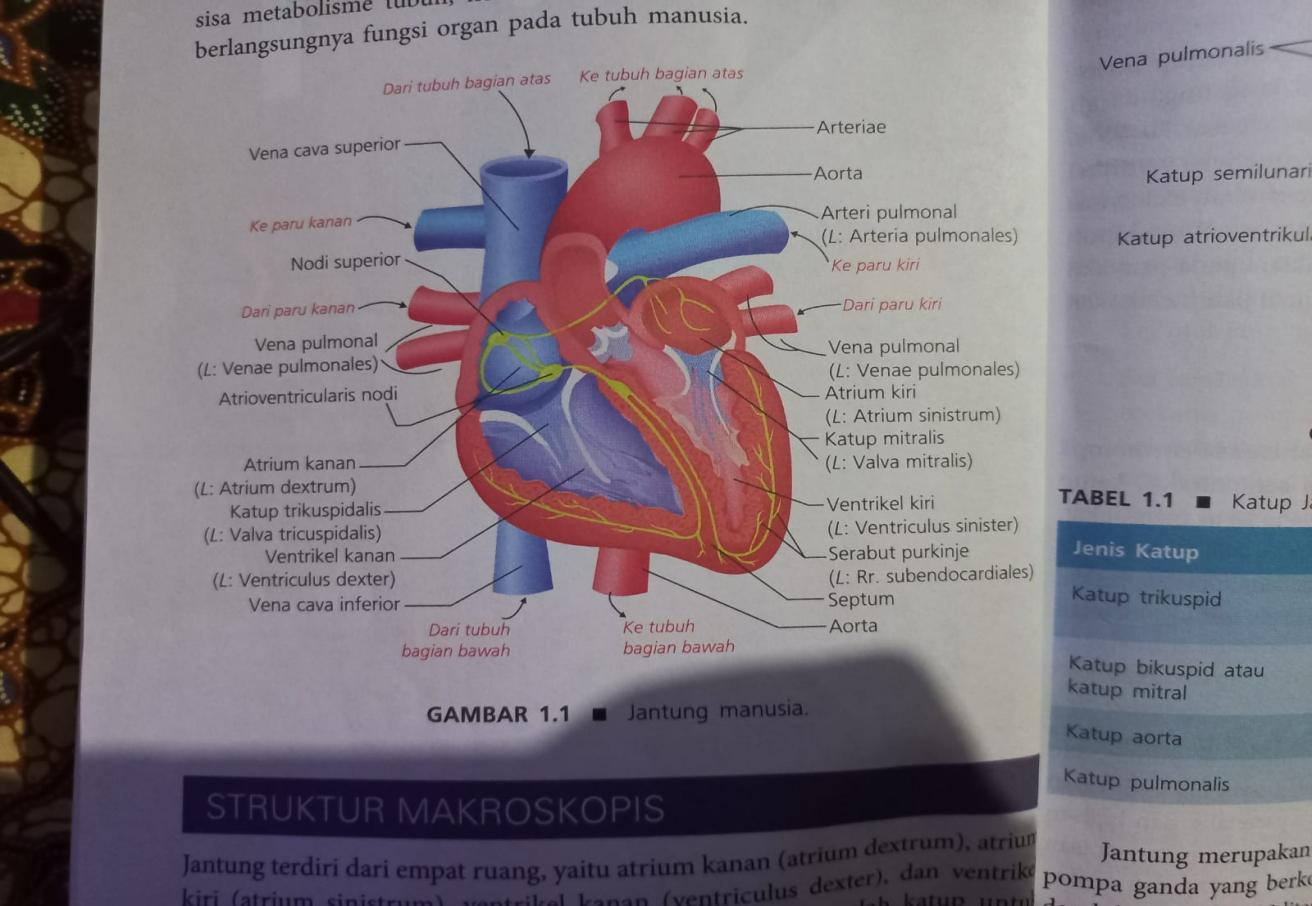 sisa metabolisme tubuh,
berlangsungnya fungsi organ pada tubuh manusia.
Dari tubuh bagian atas
Ke tubuh bagian atas
Vena cava superior
Ke paru kanan
Nodi superior
Dari paru kanan
Vena pulmonal
(L: Venae pulmonales)
Atrioventricularis nodi
Atrium kanan
(L: Atrium dextrum)
Katup trikuspidalis
(L: Valva tricuspidalis)
Ventrikel kanan
(L: Ventriculus dexter)
Vena cava inferior
Dari tubuh
bagian bawah
Ke tubuh
bagian bawah
Arteriae
Aorta
Arteri pulmonal
(L: Arteria pulmonales)
Ke paru kiri
Dari paru kiri
Vena pulmonal
(L: Venae pulmonales)
Atrium kiri
(L: Atrium sinistrum)
Katup mitralis
(L: Valva mitralis)
Ventrikel kiri
(L: Ventriculus sinister)
Serabut purkinje
(L: Rr. subendocardiales)
Septum
Aorta
GAMBAR 1.1 ■ Jantung manusia.
STRUKTUR MAKROSKOPIS
Jantung terdiri dari empat ruang, yaitu atrium kanan (atrium dextrum), atrium
kiri (atrium sinistrum), ventrikel kanan (ventriculus dexter), dan ventrike
katup
Vena pulmonalis
Katup semilunari
Katup atrioventrikul
TABEL 1.1 ■ Katup J
Jenis Katup
Katup trikuspid
Katup bikuspid atau
katup mitral
Katup aorta
Katup pulmonalis
Jantung merupakan
pompa ganda yang berk